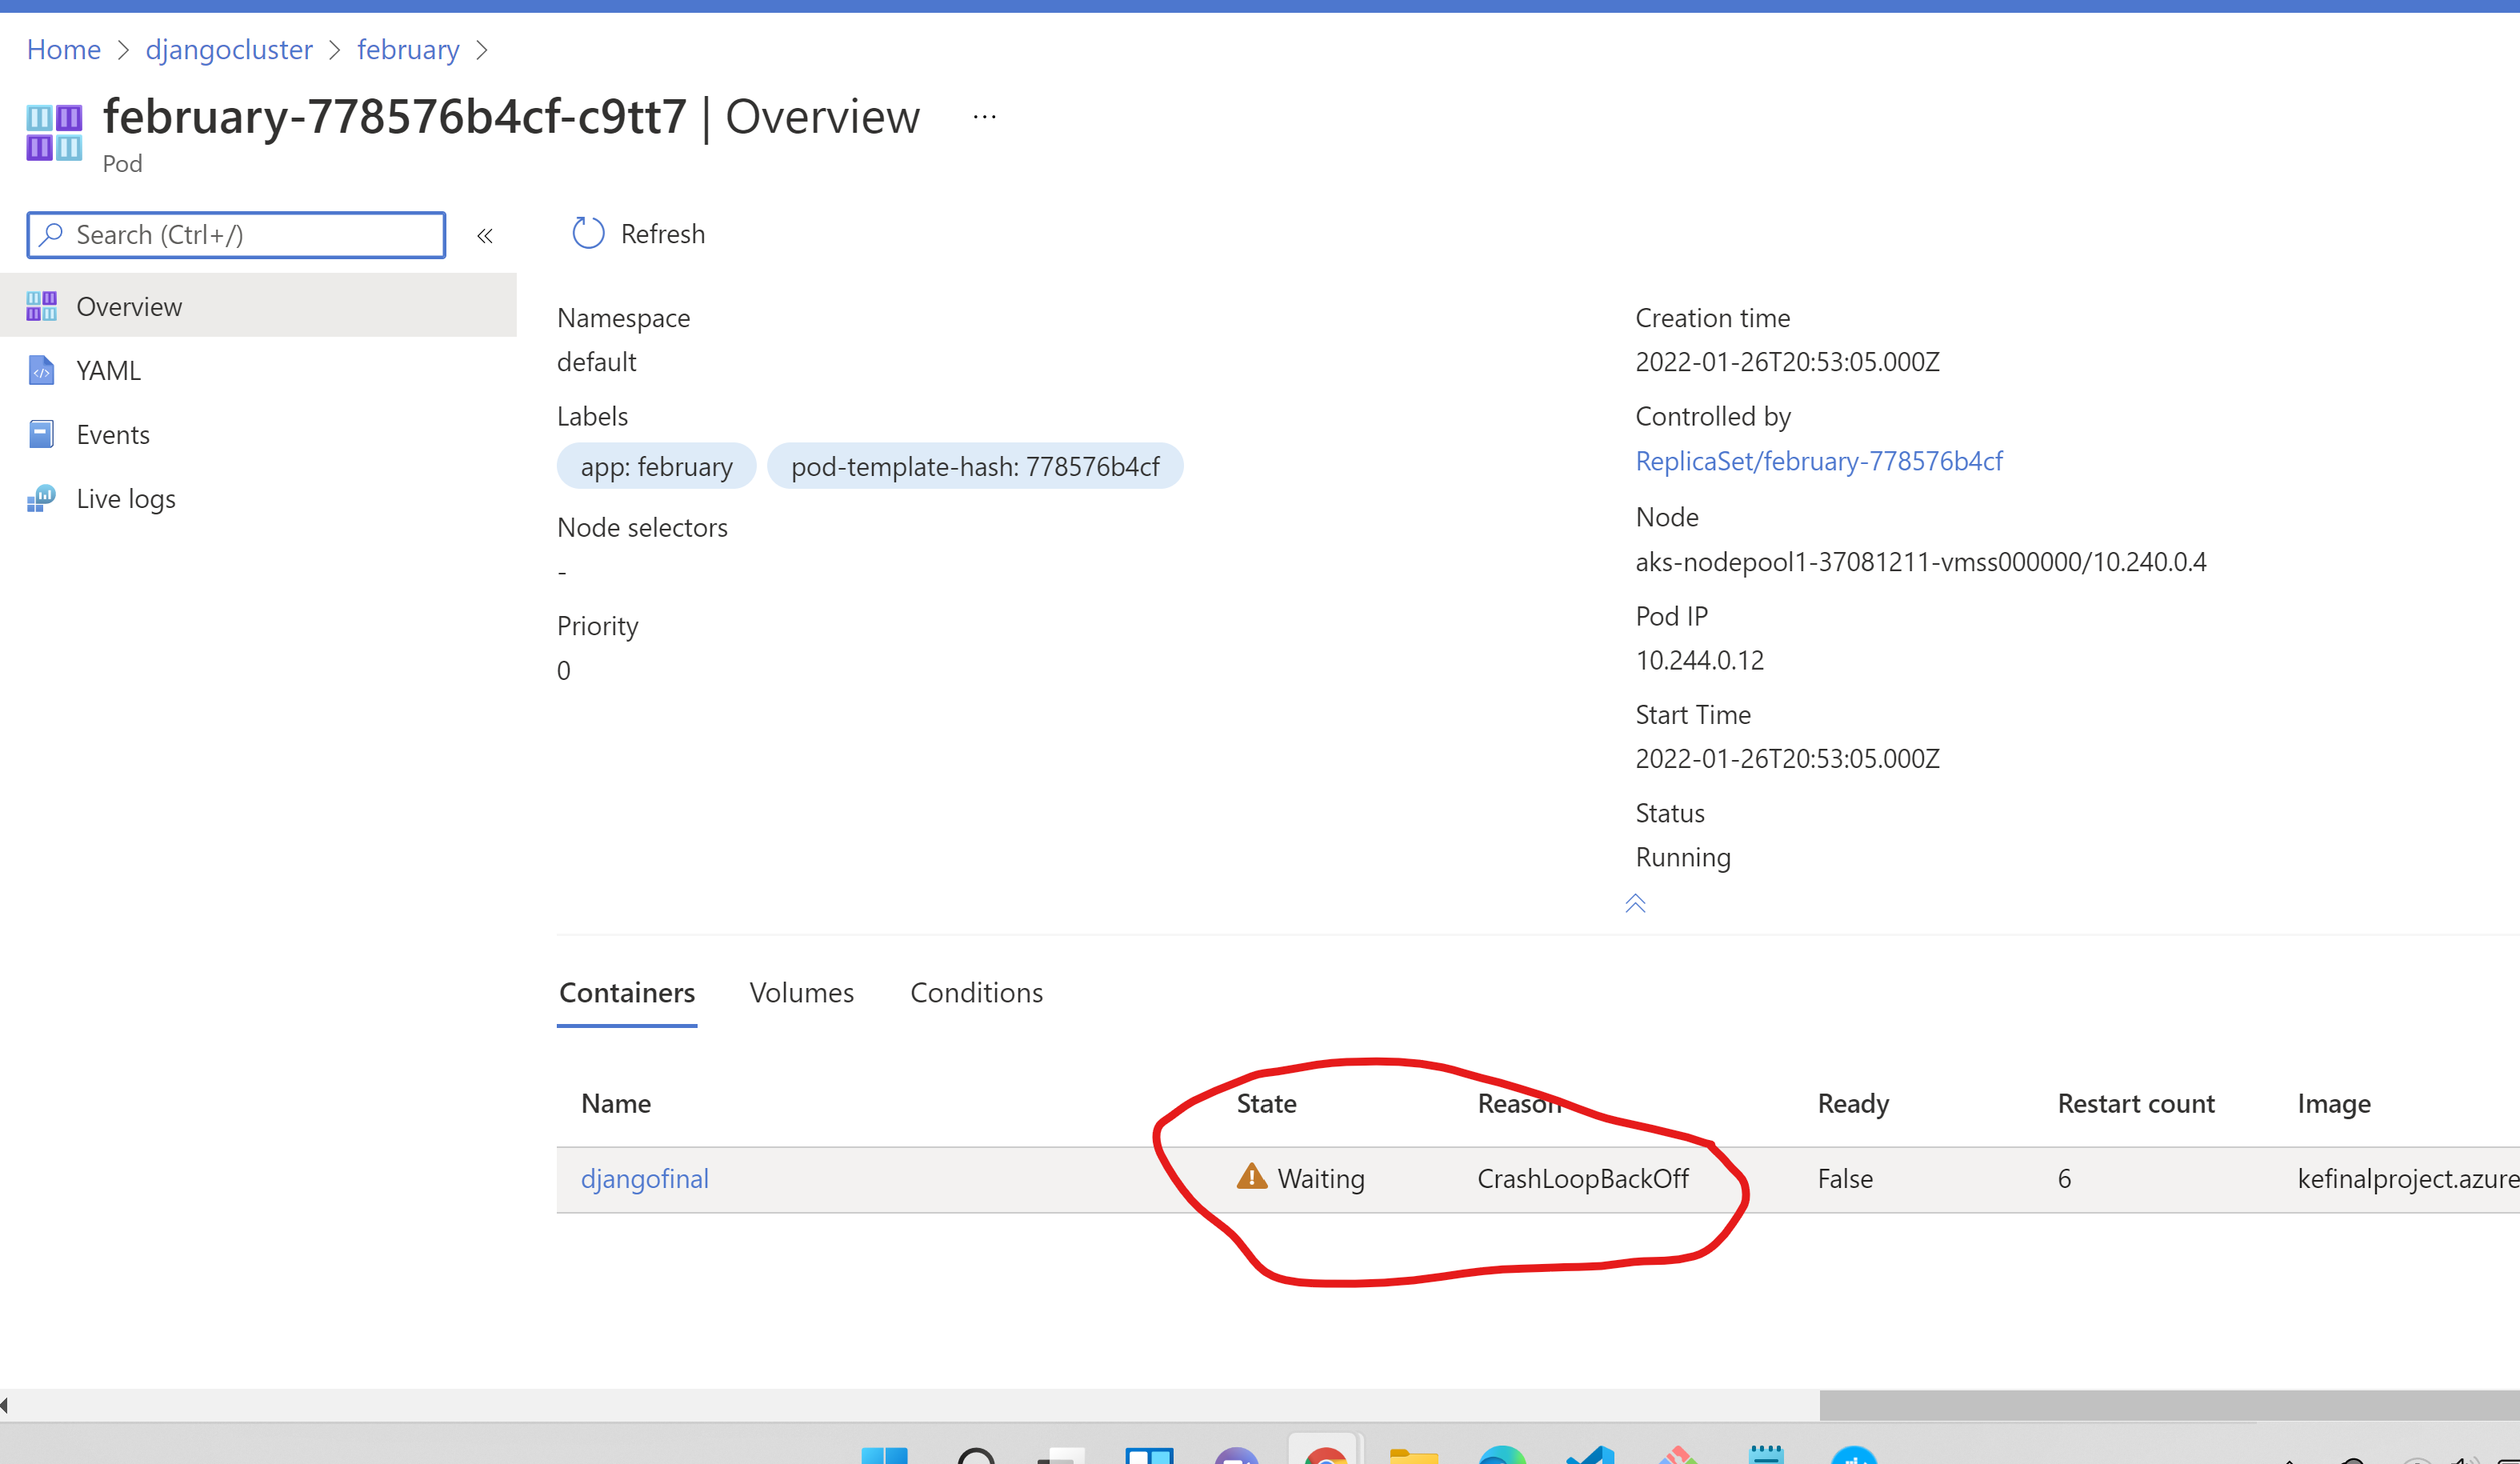 Home > djangocluster > february >
february-778576b4cf-c9tt7 | Overview ...
Pod
Search (Ctrl+/)
«
Refresh
Overview
YAML
Events
Live logs
Namespace
default
Labels
app: february
pod-template-hash: 778576b4cf
Node selectors
-
Priority
0
Creation time
2022-01-26T20:53:05.000Z
Controlled by
ReplicaSet/february-778576b4cf
Node
aks-nodepool1-37081211-vmss000000/10.240.0.4
Pod IP
10.244.0.12
Start Time
2022-01-26T20:53:05.000Z
Status
Running
Containers Volumes Conditions
Name State Reason Ready Restart count Image
djangofinal Waiting CrashLoopBackOff False 6 kefinalproject.azure